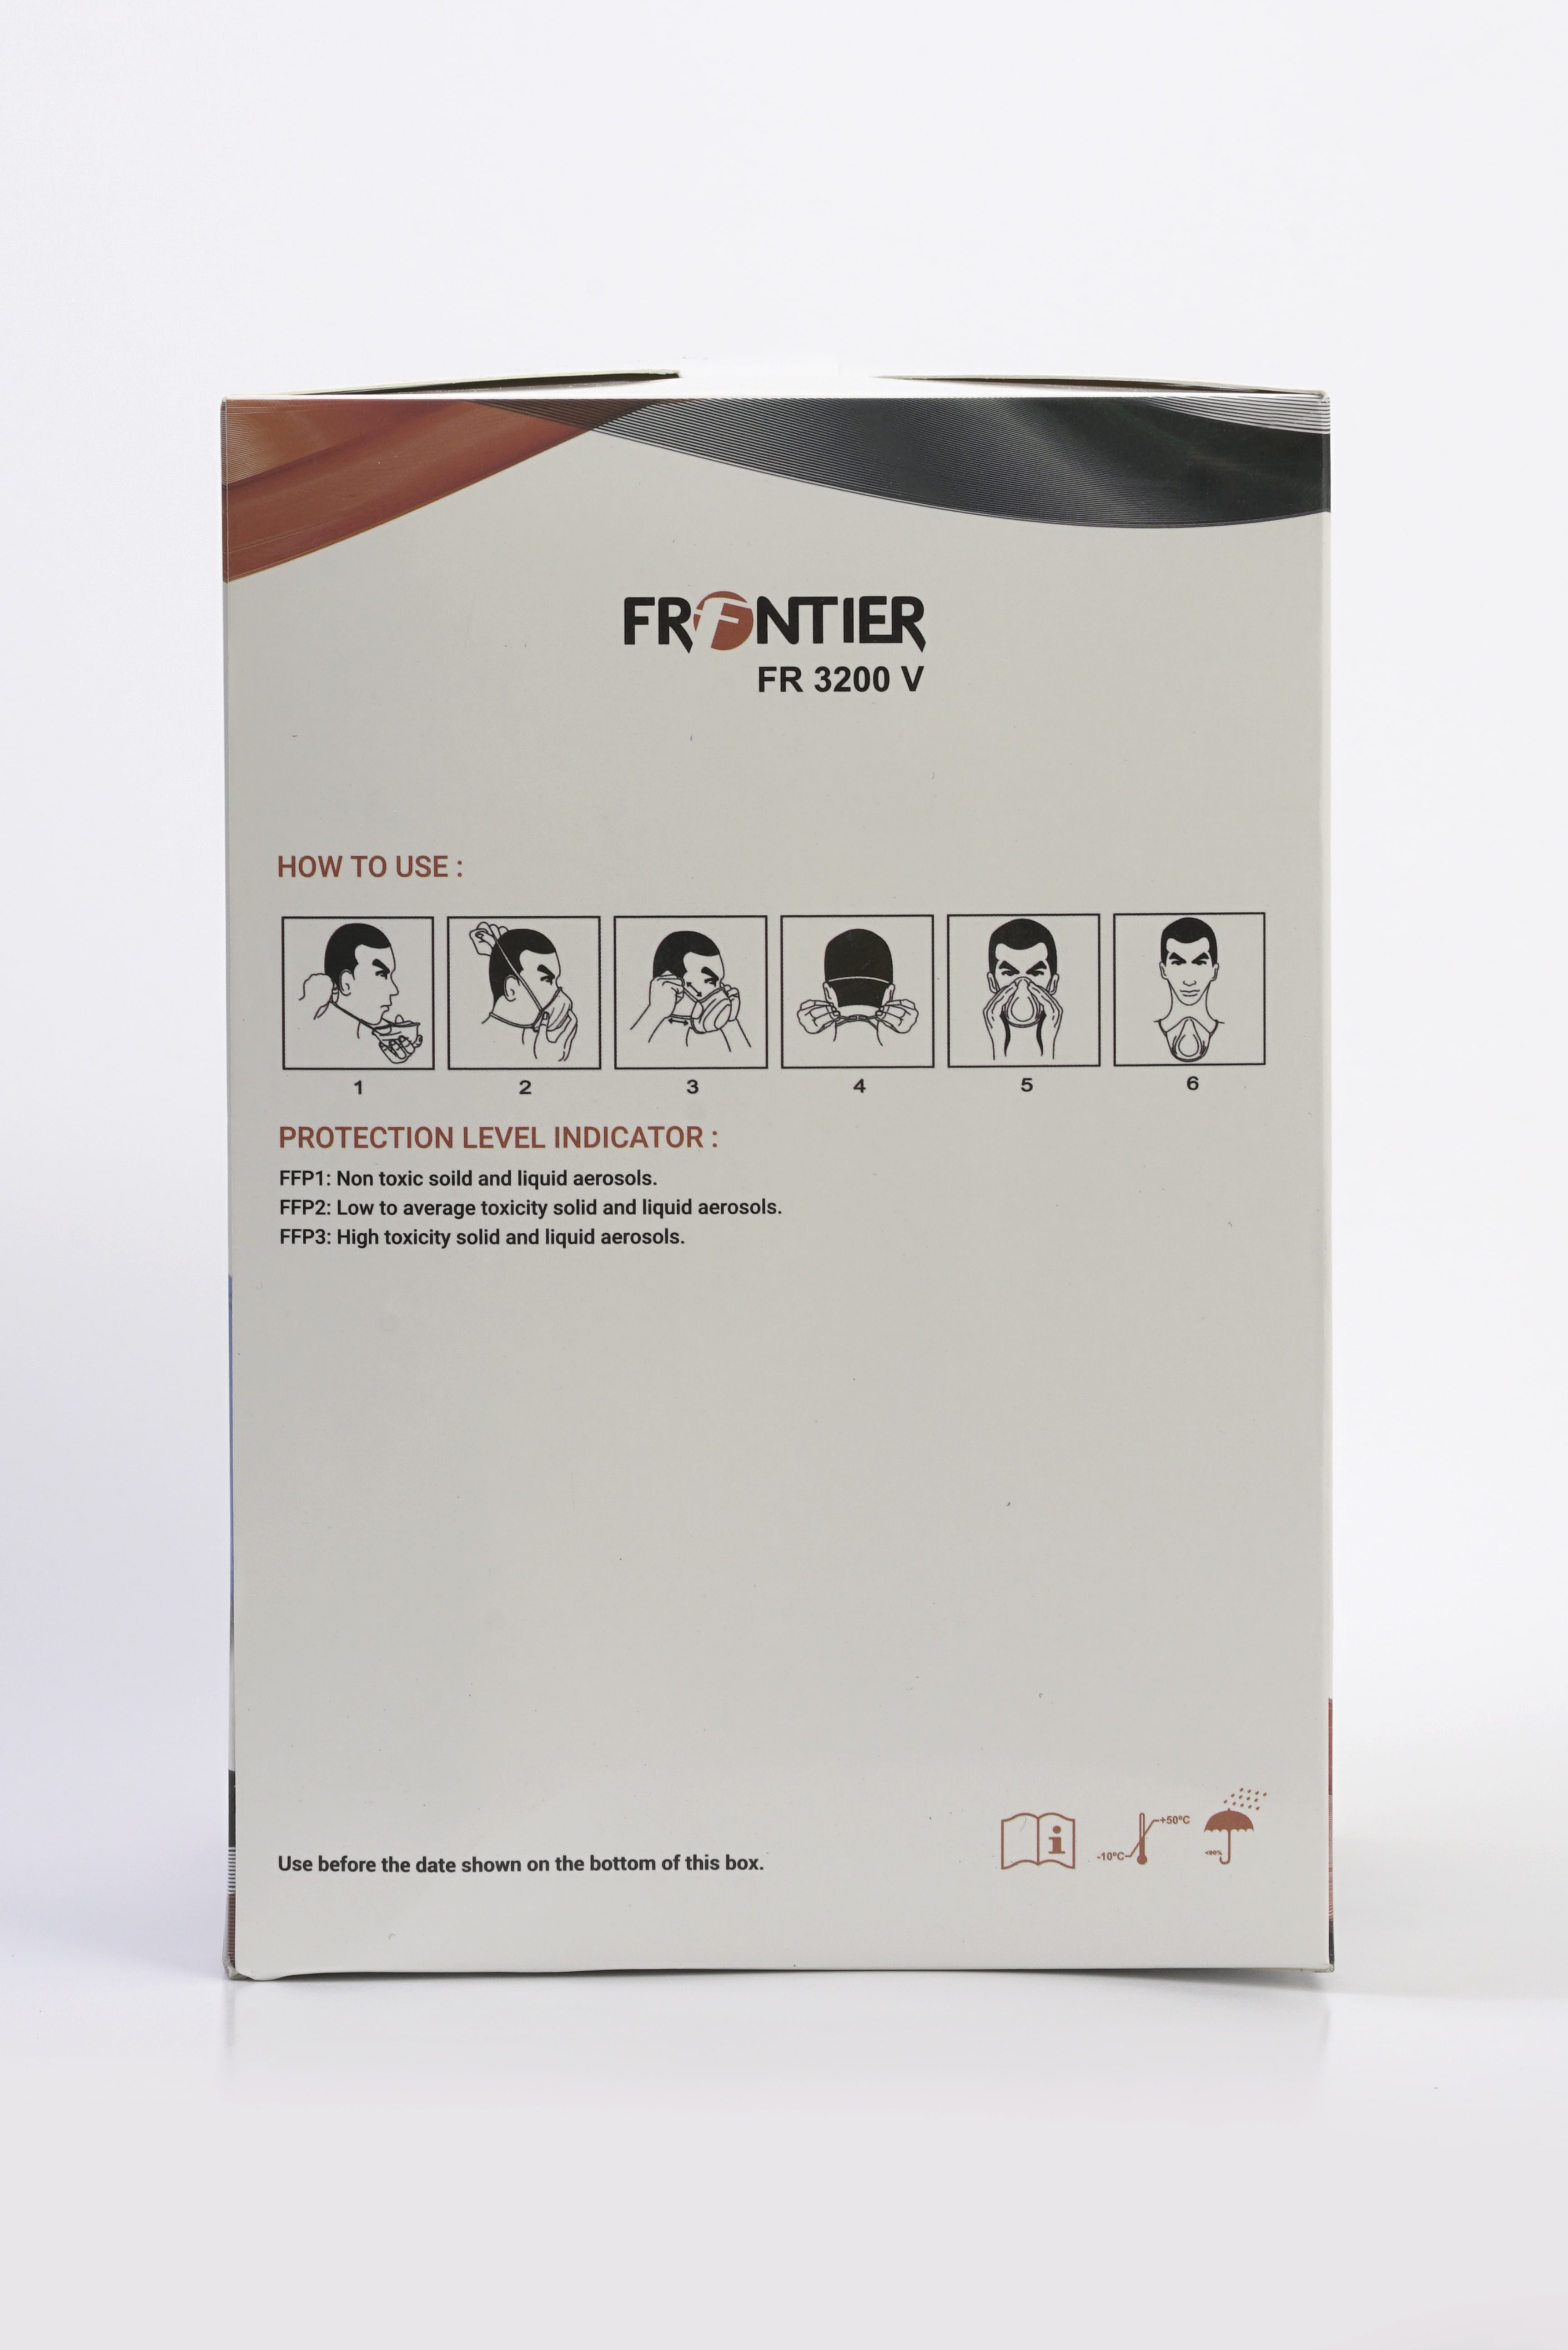 FRONTIER
FR 3200 V
HOW TO USE :
1 2 3 4 5 6
PROTECTION LEVEL INDICATOR :
FFP1: Non toxic soild and liquid aerosols.
FFP2: Low to average toxicity solid and liquid aerosols.
FFP3: High toxicity solid and liquid aerosols.
i
+50°C
-10°C
<80%
Use before the date shown on the bottom of this box.